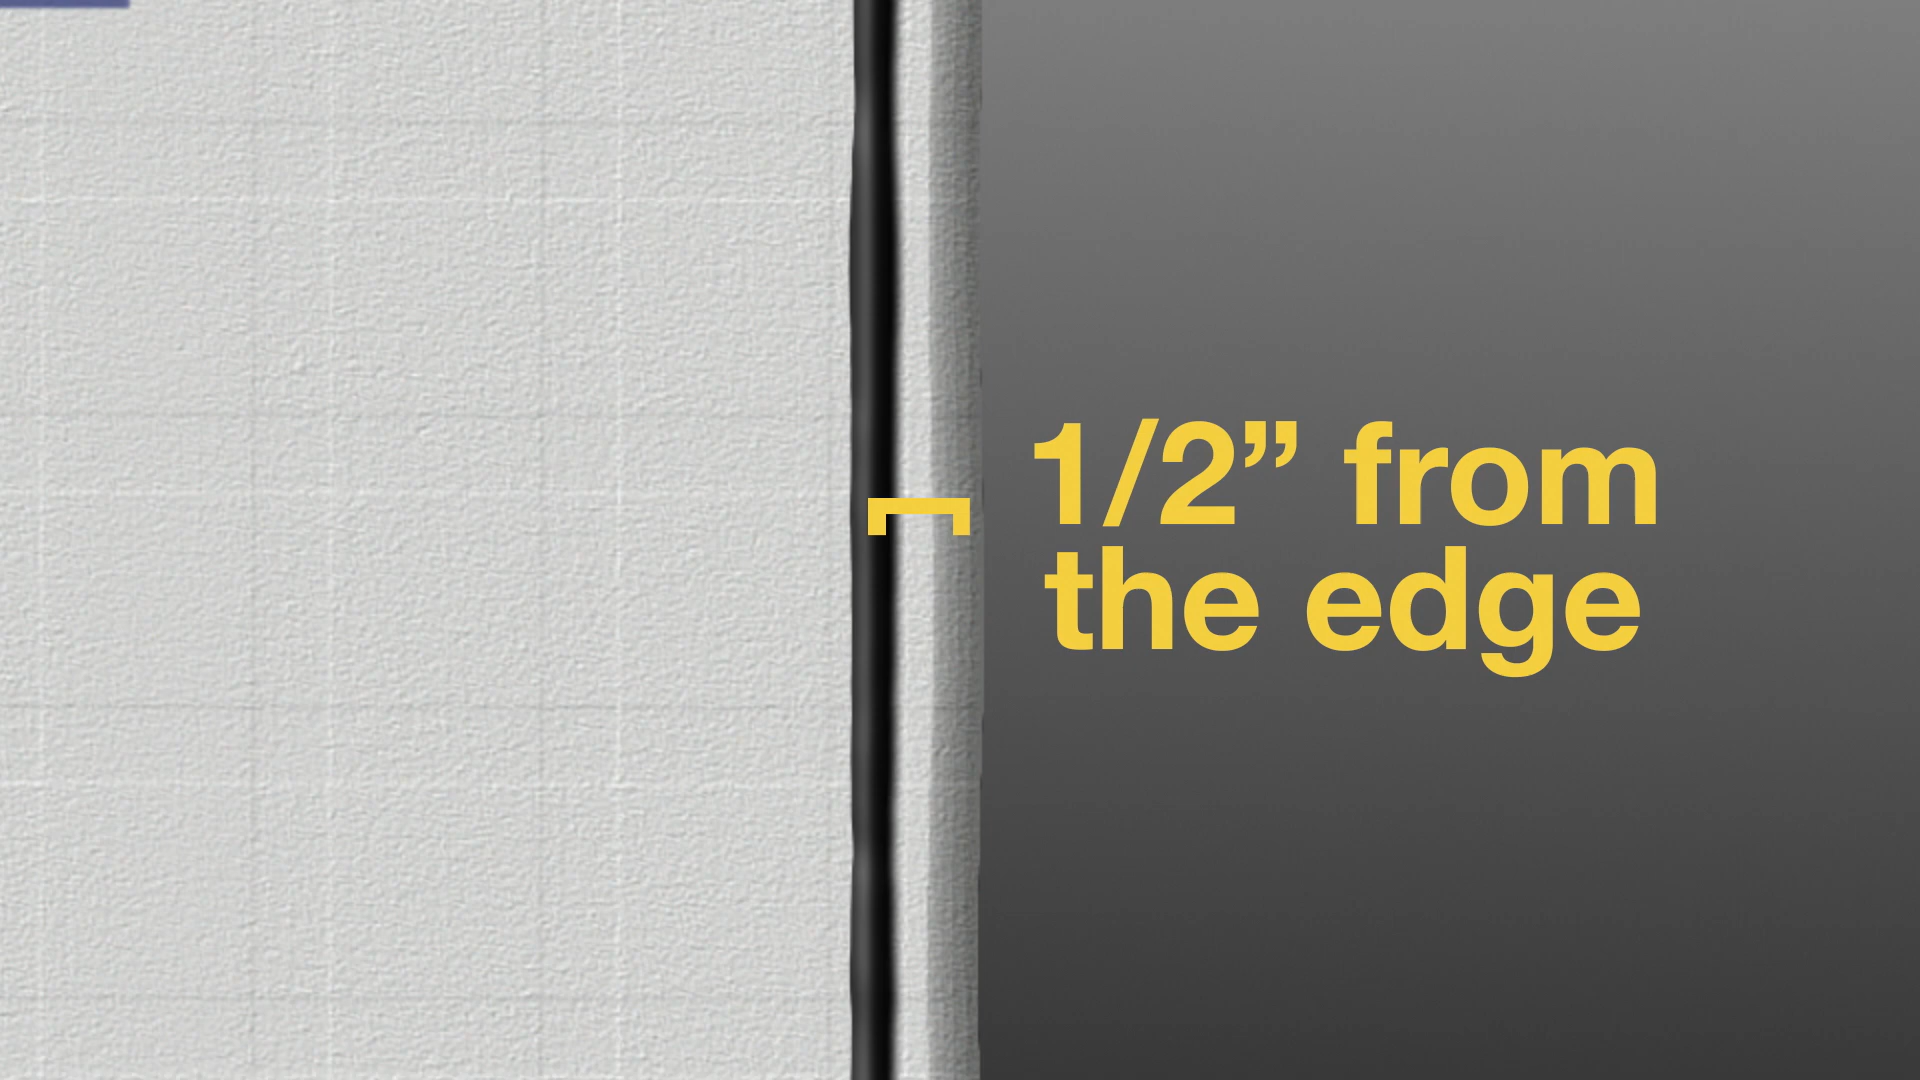 1/2” from
the edge